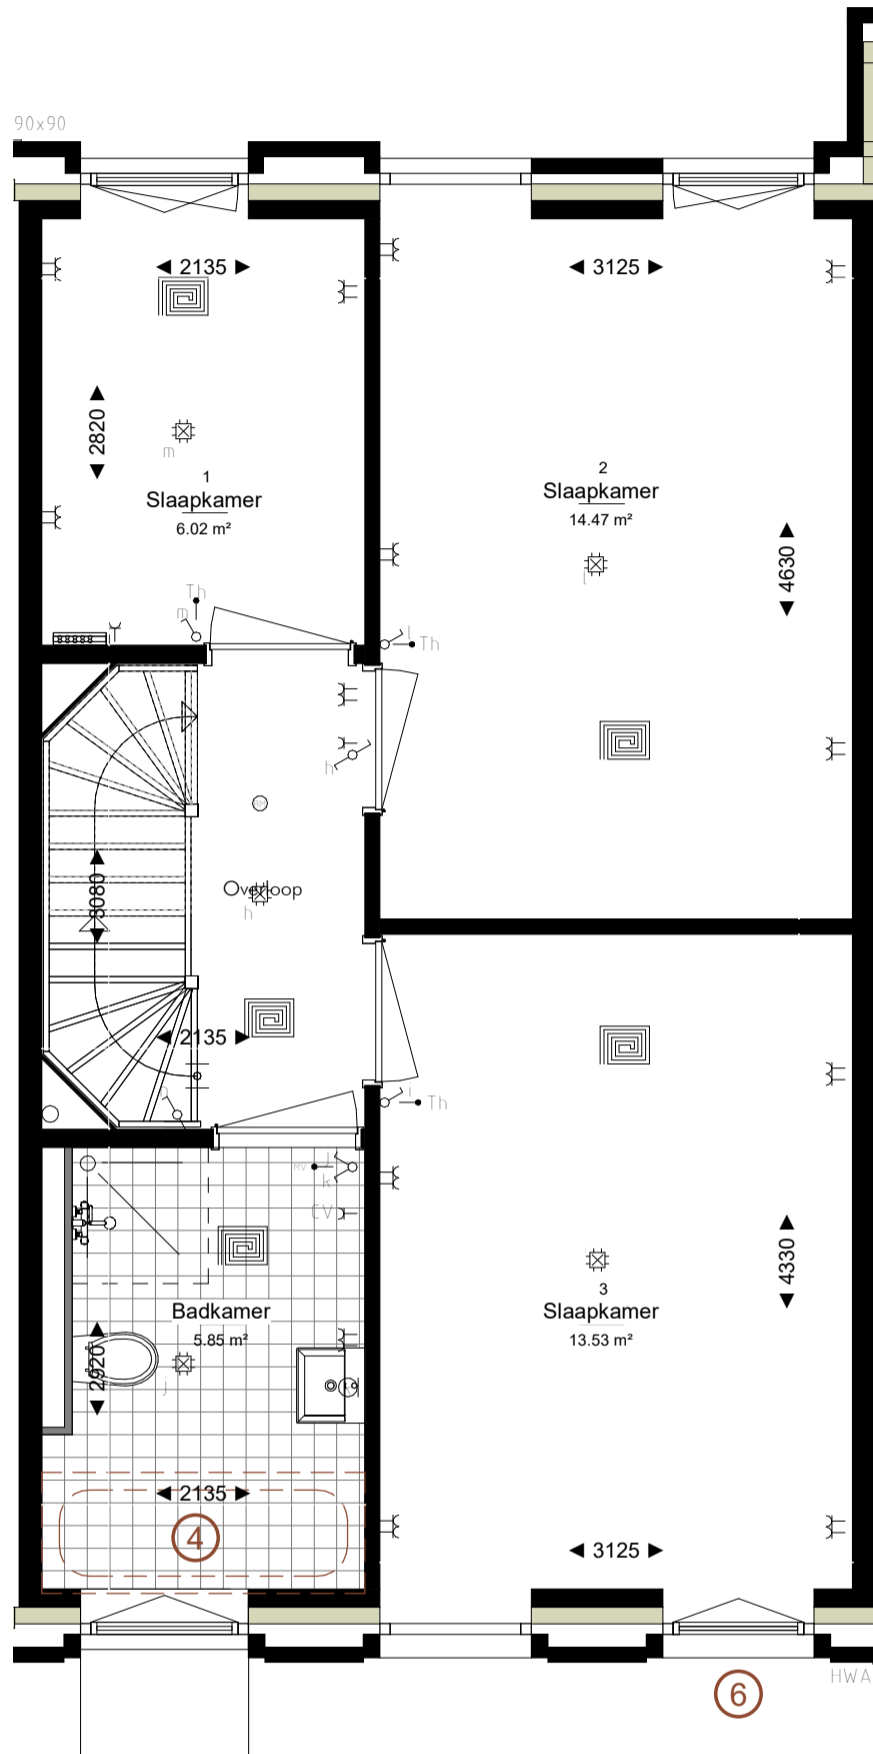 90x90
2135
3125
2820
m
1
Slaapkamer
6.02 m²
2
Slaapkamer
14.47 m²
4630
l
Th
m
l
Th
h
SM
3080
Overloop
h
2135
i
Th
MV
j
k
CV
4330
3
Slaapkamer
13.53 m²
Badkamer
5.85 m²
2920
j
2135
4
3125
HWA
6